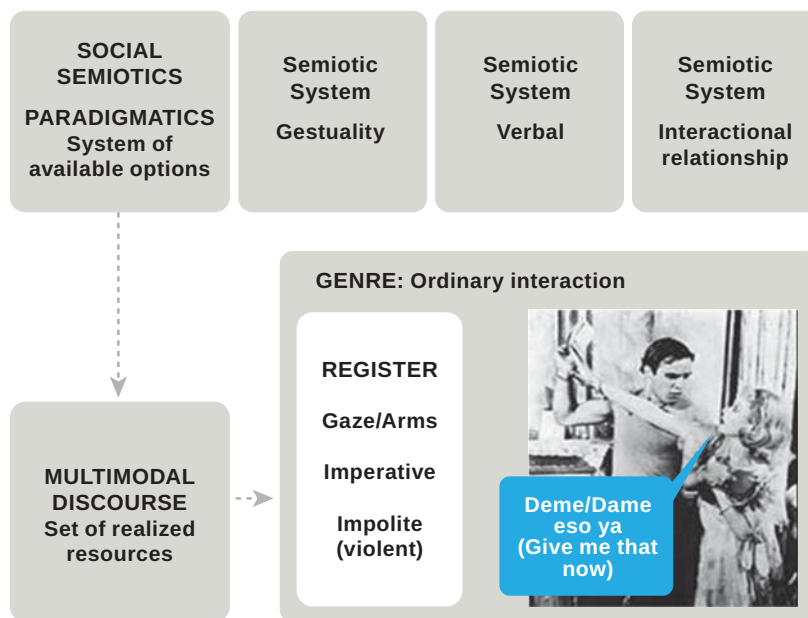 SOCIAL
SEMIOTICS
PARADIGMATICS
System of
available options
Semiotic
System
Gestuality
Semiotic
System
Verbal
Semiotic
System
Interactional
relationship
GENRE: Ordinary interaction
REGISTER
Gaze/Arms
Imperative
Impolite
(violent)
Deme/Dame
eso ya
(Give me that
now)
MULTIMODAL
DISCOURSE
Set of realized
resources